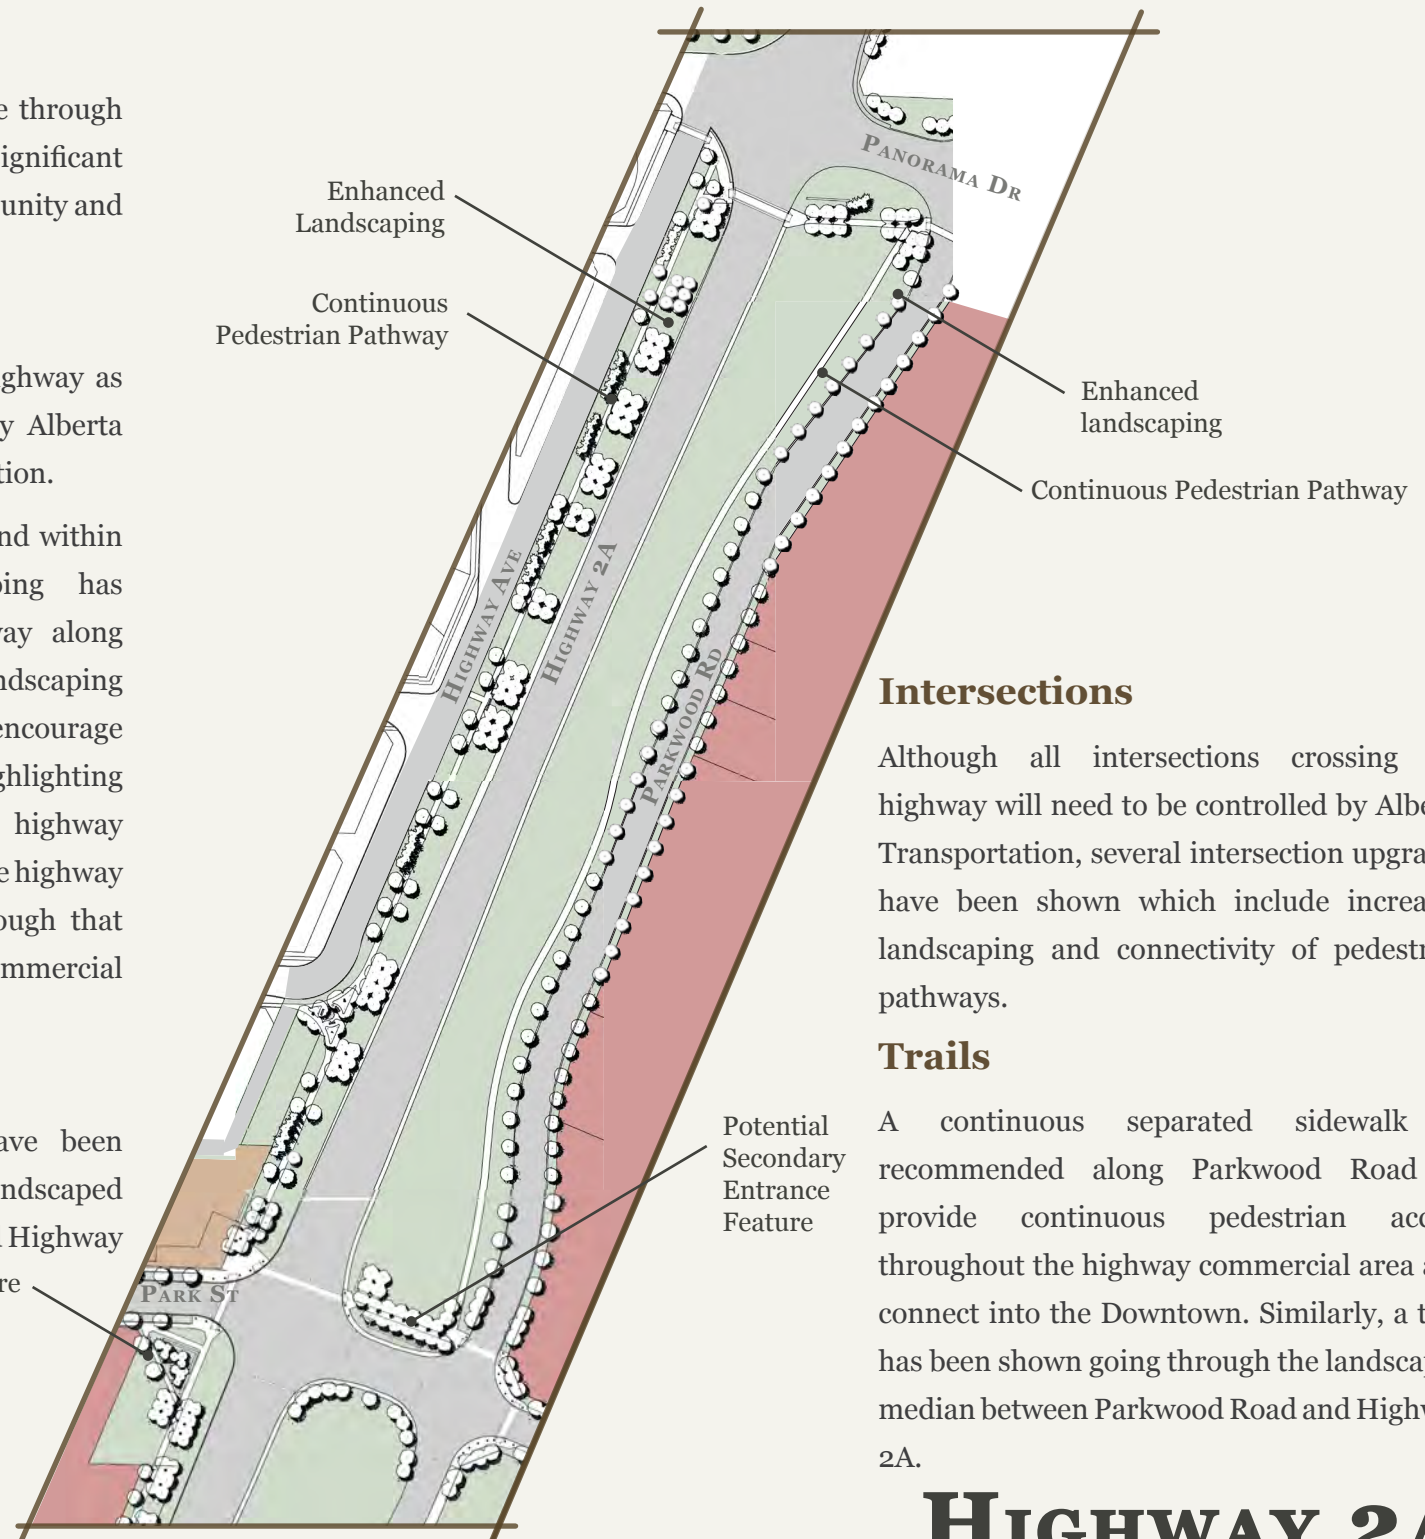 e through
ignificant
unity and
ghway as
y Alberta
tion.
nd within
ing has
way along
ndscaping
encourage
ghlighting
highway
e highway
ough that
mmercial
ave been
ndscaped
Highway
re
Enhanced
Landscaping
Continuous
Pedestrian Pathway
Panorama Dr
Enhanced
landscaping
Continuous Pedestrian Pathway
Highway Ave
Highway 2A
Parkwood Rd
Park St
Potential
Secondary
Entrance
Feature
Intersections
Although all intersections crossing
highway will need to be controlled by Albe
Transportation, several intersection upgra
have been shown which include increa
landscaping and connectivity of pedestr
pathways.
Trails
A continuous separated sidewalk
recommended along Parkwood Road
provide continuous pedestrian acc
throughout the highway commercial area a
connect into the Downtown. Similarly, a t
has been shown going through the landscap
median between Parkwood Road and Highw
2A.
Highway 2A